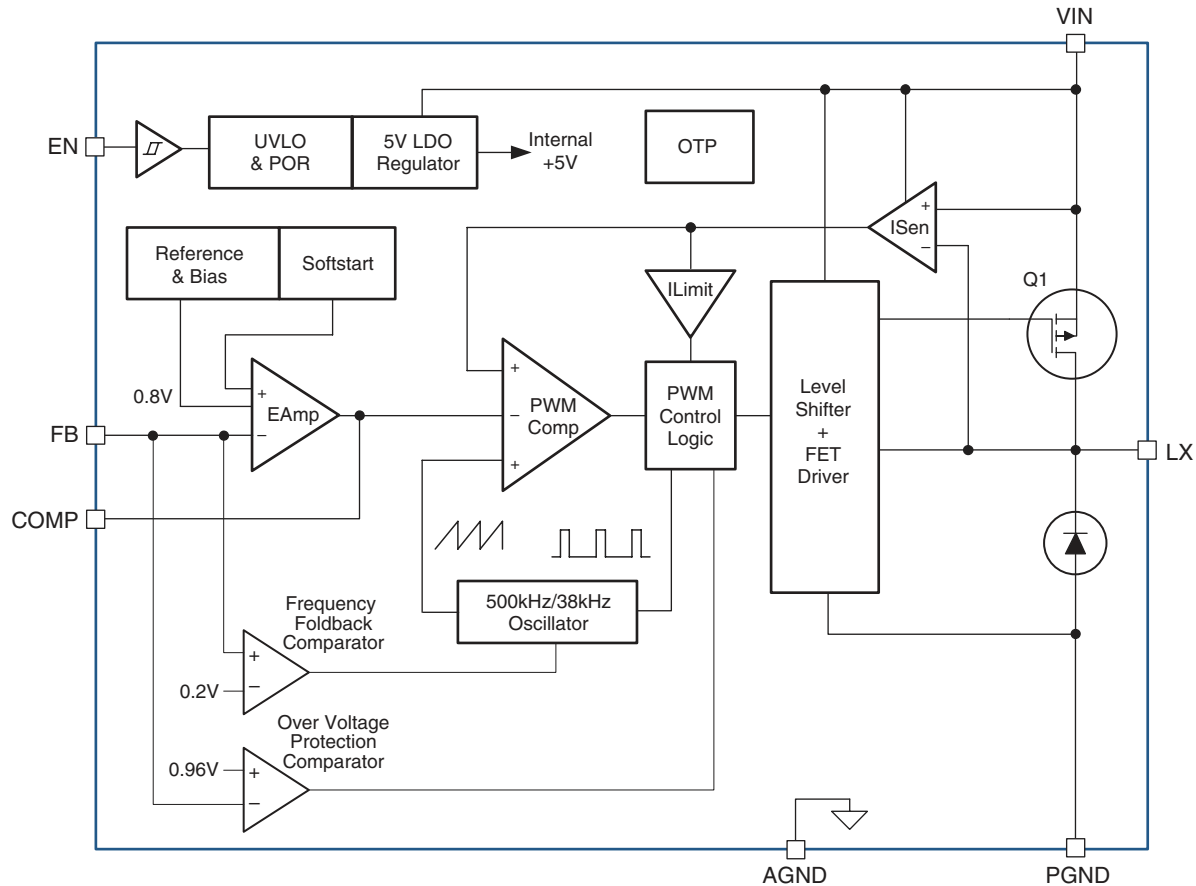 VIN
EN
UVLO
& POR
5V LDO
Regulator
Internal
+5V
OTP
Reference
& Bias
Softstart
+
ISen
−
ILimit
Q1
0.8V
+
EAmp
−
+
PWM
−
Comp
+
PWM
Control
Logic
Level
Shifter
+
FET
Driver
FB
LX
COMP
500kHz/38kHz
Oscillator
Frequency
Foldback
Comparator
+
0.2V
−
Over Voltage
Protection
Comparator
0.96V
+
−
AGND
PGND